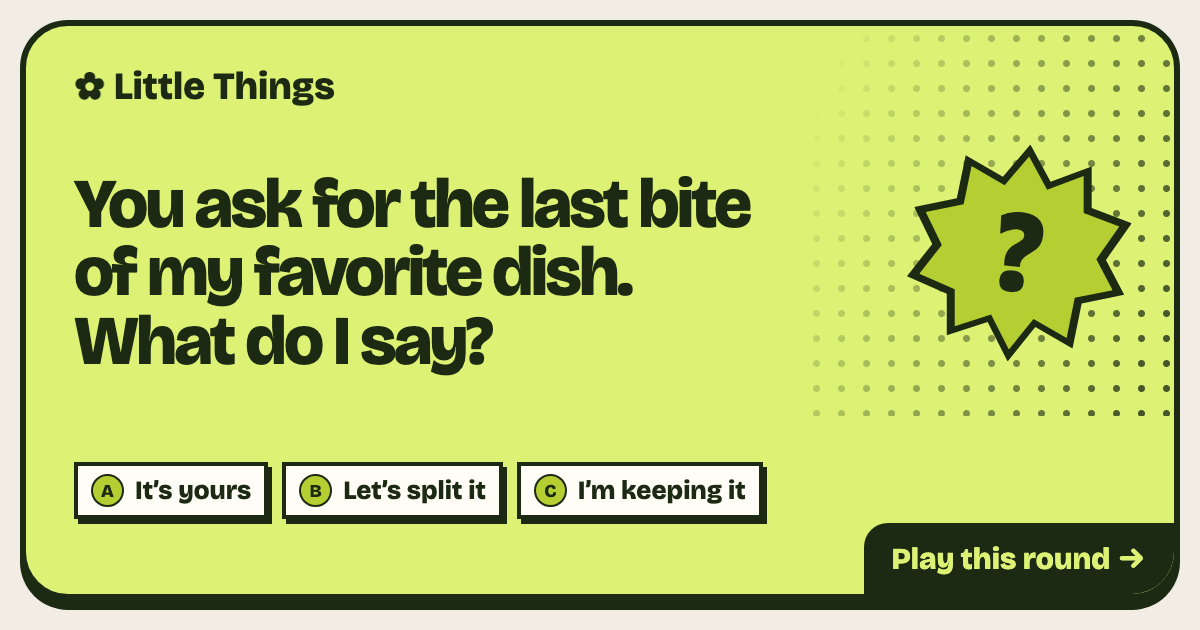 ✿ Little Things
You ask for the last bite
of my favorite dish.
What do I say?
?
A It’s yours
B Let’s split it
C I’m keeping it
Play this round →